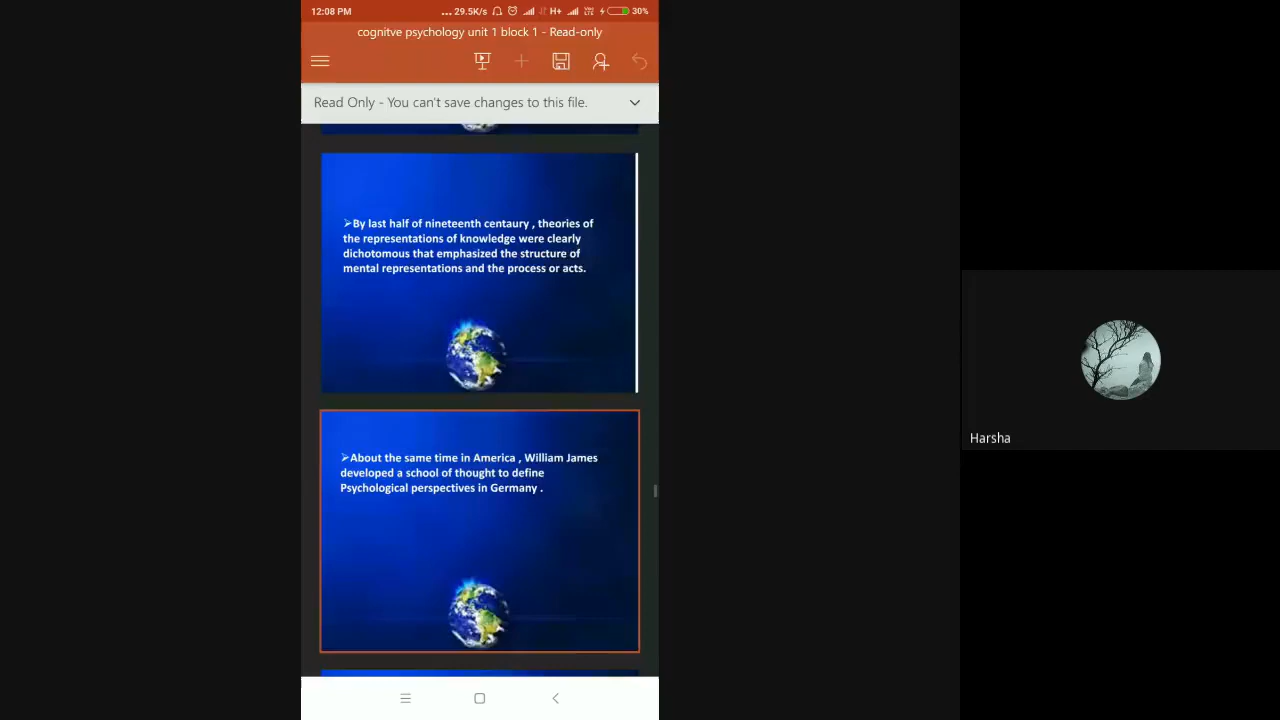 12:08 PM
... 29.5K/s H+ 30%
cognitve psychology unit 1 block 1 - Read-only
Read Only - You can't save changes to this file.
➢By last half of nineteenth centaury , theories of
the representations of knowledge were clearly
dichotomous that emphasized the structure of
mental representations and the process or acts.
➢About the same time in America , William James
developed a school of thought to define
Psychological perspectives in Germany .
Harsha